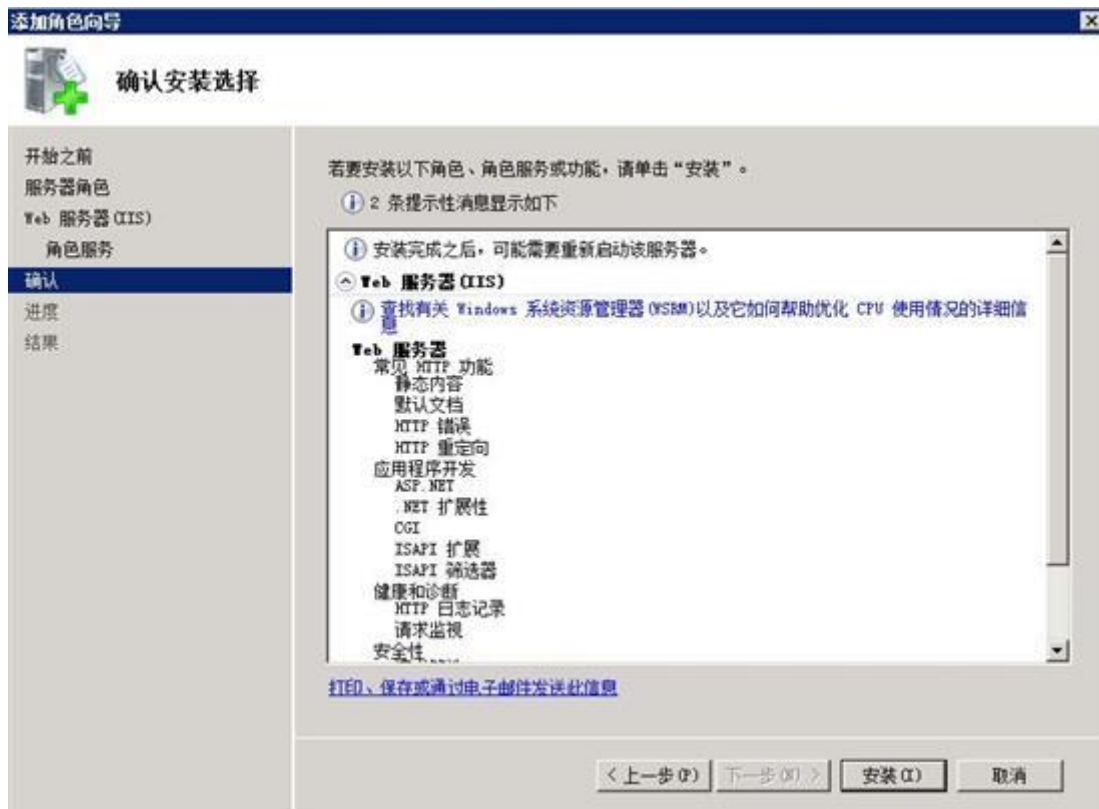 添加角色向导
确认安装选择
开始之前
服务器角色
Web 服务器(IIS)
角色服务
确认
进度
结果
若要安装以下角色、角色服务或功能，请单击“安装”。
2 条提示性消息显示如下
安装完成之后，可能需要重新启动该服务器。
Web 服务器(IIS)
查找有关 Windows 系统资源管理器(WSRM)以及它如何帮助优化 CPU 使用情况的详细信
息
Web 服务器
常见 HTTP 功能
静态内容
默认文档
HTTP 错误
HTTP 重定向
应用程序开发
ASP.NET
.NET 扩展性
CGI
ISAPI 扩展
ISAPI 筛选器
健康和诊断
HTTP 日志记录
请求监视
安全性
打印、保存或通过电子邮件发送此信息
< 上一步(P)
下一步(N) >
安装(I)
取消